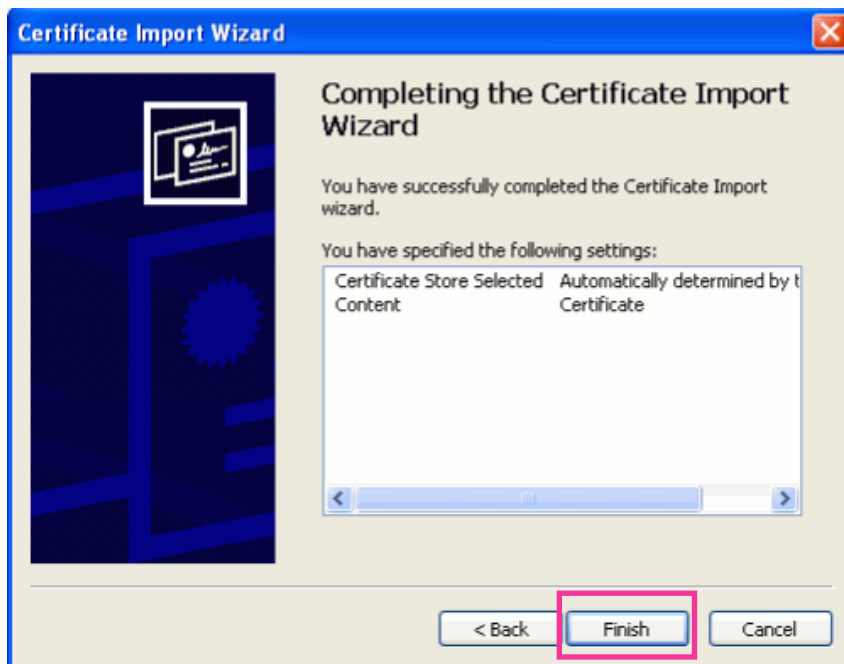 Certificate Import Wizard
Completing the Certificate Import
Wizard
You have successfully completed the Certificate Import
wizard.
You have specified the following settings:
Certificate Store Selected Automatically determined by t
Content Certificate
< Back Finish Cancel